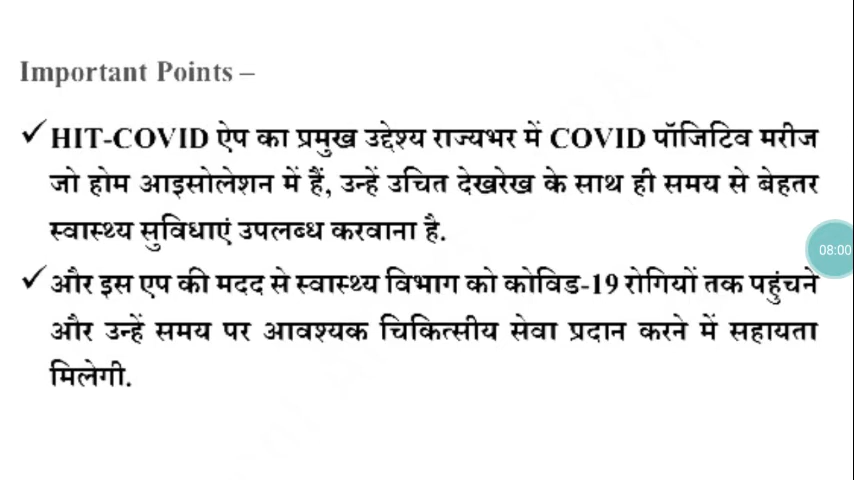 Important Points –
✓ HIT-COVID ऐप का प्रमुख उद्देश्य राज्यभर में COVID पॉजिटिव मरीज
जो होम आइसोलेशन में हैं, उन्हें उचित देखरेख के साथ ही समय से बेहतर
स्वास्थ्य सुविधाएं उपलब्ध करवाना है.
✓ और इस एप की मदद से स्वास्थ्य विभाग को कोविड-19 रोगियों तक पहुंचने
और उन्हें समय पर आवश्यक चिकित्सीय सेवा प्रदान करने में सहायता
मिलेगी.
08:00